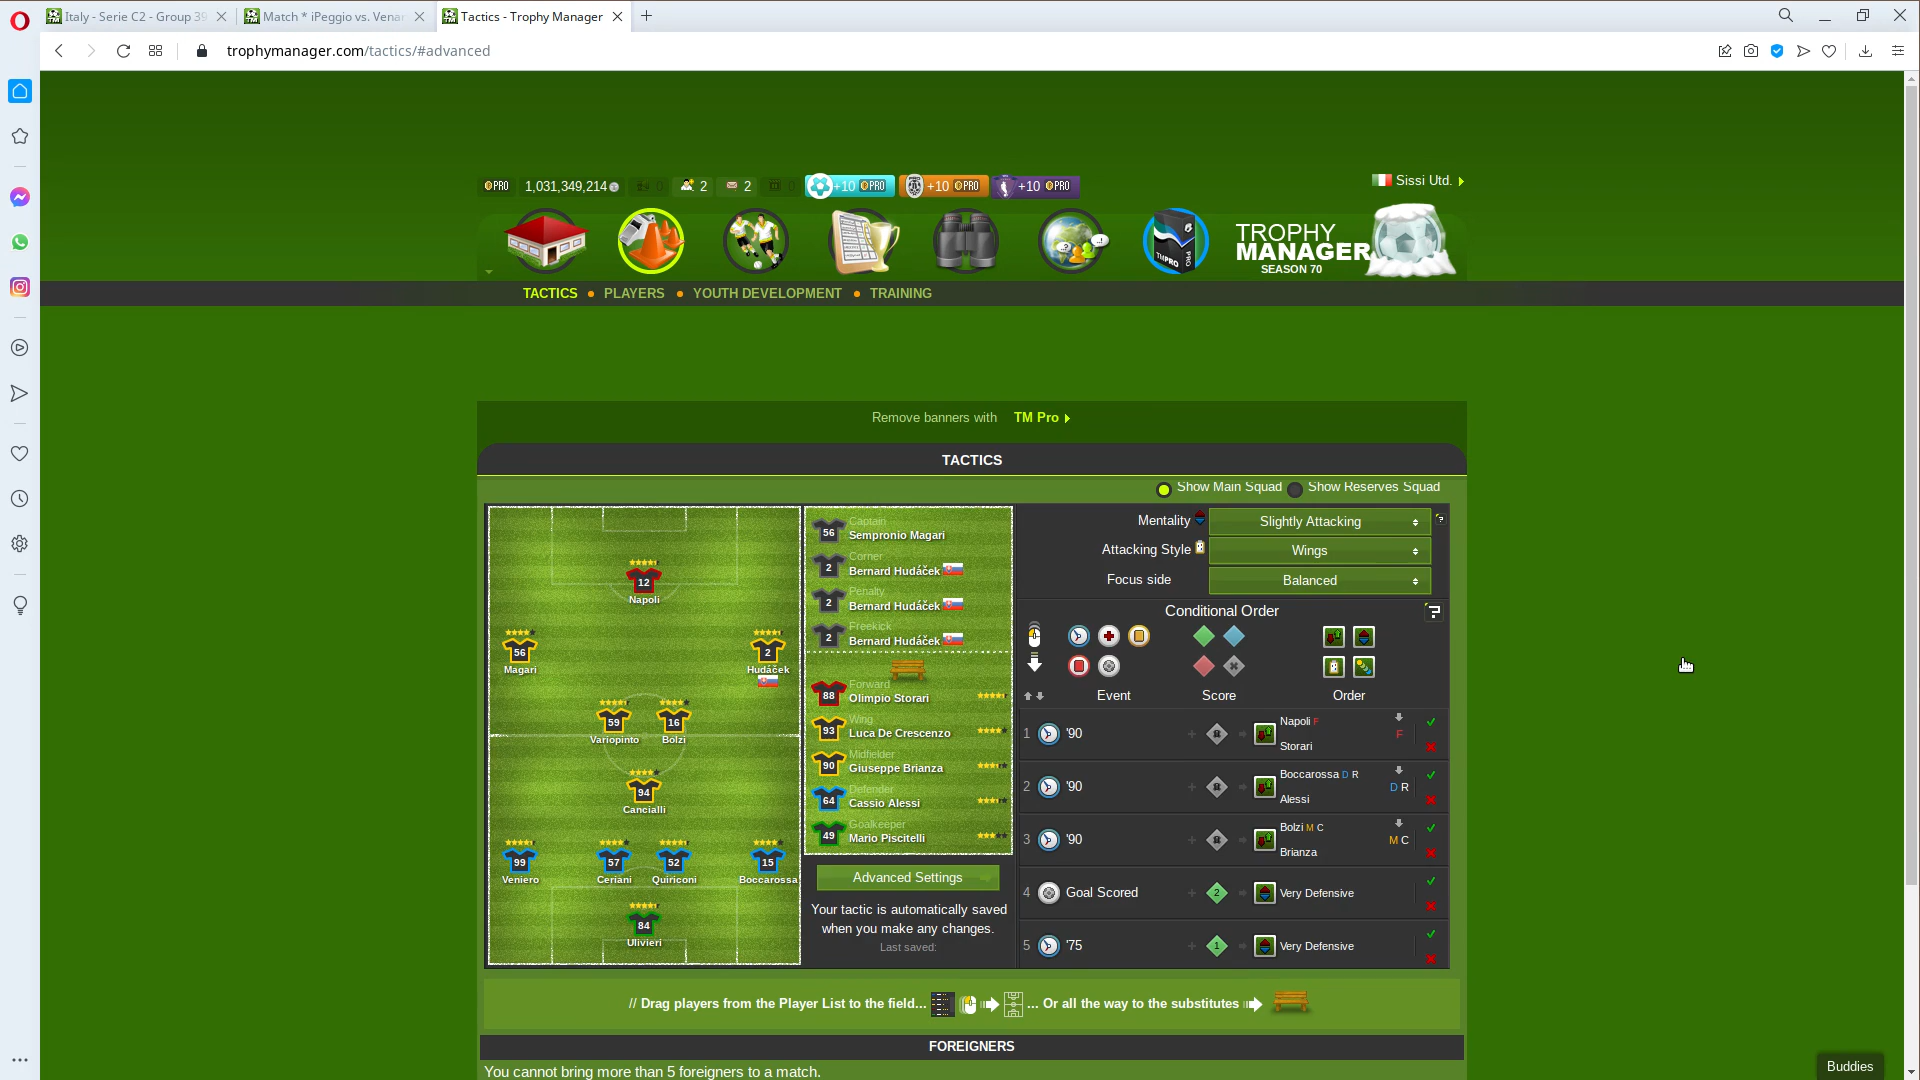 Italy - Serie C2 - Group 39
Match * iPeggio vs. Venar
Tactics - Trophy Manager
trophymanager.com/tactics/#advanced
PRO 1,031,349,214 0 2 2 0 +10 PRO +10 PRO +10 PRO
Sissi Utd.
TROPHY
MANAGER
SEASON 70
TMPRO
TACTICS PLAYERS YOUTH DEVELOPMENT TRAINING
Remove banners with TM Pro
TACTICS
Show Main Squad Show Reserves Squad
12
Napoli
56
Magari
2
Hudáček
59
Variopinto
16
Bolzi
94
Cancialli
99
Veniero
57
Ceriani
52
Quiriconi
15
Boccarossa
84
Ulivieri
Captain
56 Sempronio Magari
Corner
2 Bernard Hudáček
Penalty
2 Bernard Hudáček
Freekick
2 Bernard Hudáček
Forward
88 Olimpio Storari
Wing
93 Luca De Crescenzo
Midfielder
90 Giuseppe Brianza
Defender
64 Cassio Alessi
Goalkeeper
49 Mario Piscitelli
Advanced Settings
Your tactic is automatically saved
when you make any changes.
Last saved:
Mentality Slightly Attacking
Attacking Style Wings
Focus side Balanced
Conditional Order
Event Score Order
1 '90 Napoli F
Storari
F
2 '90 Boccarossa D R
Alessi
D R
3 '90 Bolzi M C
Brianza
M C
4 Goal Scored 2 Very Defensive
5 '75 1 Very Defensive
// Drag players from the Player List to the field... ... Or all the way to the substitutes
FOREIGNERS
You cannot bring more than 5 foreigners to a match.
Buddies